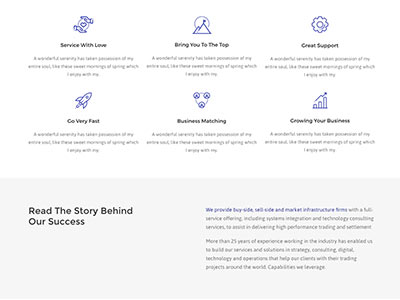 Service With Love
A wonderful serenity has taken possession of my
entire soul, like these sweet mornings of spring which
I enjoy with my.
Bring You To The Top
A wonderful serenity has taken possession of my
entire soul, like these sweet mornings of spring which
I enjoy with my.
Great Support
A wonderful serenity has taken possession of my
entire soul, like these sweet mornings of spring which
I enjoy with my.
Go Very Fast
A wonderful serenity has taken possession of my
entire soul, like these sweet mornings of spring which
I enjoy with my.
Business Matching
A wonderful serenity has taken possession of my
entire soul, like these sweet mornings of spring which
I enjoy with my.
Growing Your Business
A wonderful serenity has taken possession of my
entire soul, like these sweet mornings of spring which
I enjoy with my.
Read The Story Behind
Our Success
We provide buy-side, sell-side and market infrastructure firms with a full-
service offering, including systems integration and technology consulting
services, to assist in delivering high performance trading and settlement
More than 25 years of experience working in the industry has enabled us
to build our services and solutions in strategy, consulting, digital,
technology and operations that help our clients with their trading
projects around the world. Capabilities we leverage.